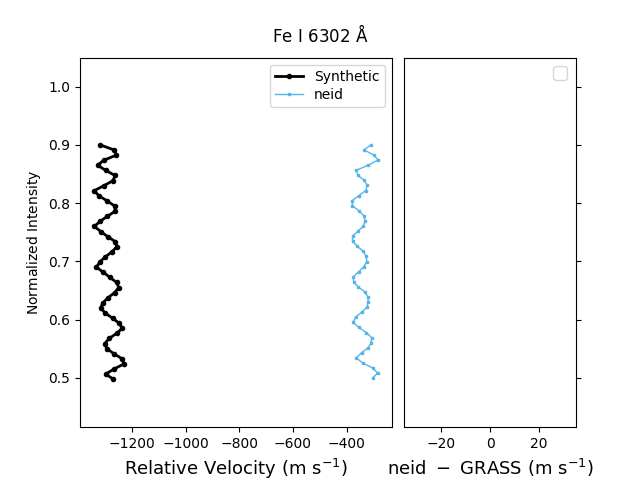 Fe I 6302 Å
Synthetic
neid
1.0
0.9
0.8
0.7
0.6
0.5
Normalized Intensity
−1200 −1000 −800 −600 −400
−20 0 20
Relative Velocity (m s⁻¹)
neid − GRASS (m s⁻¹)